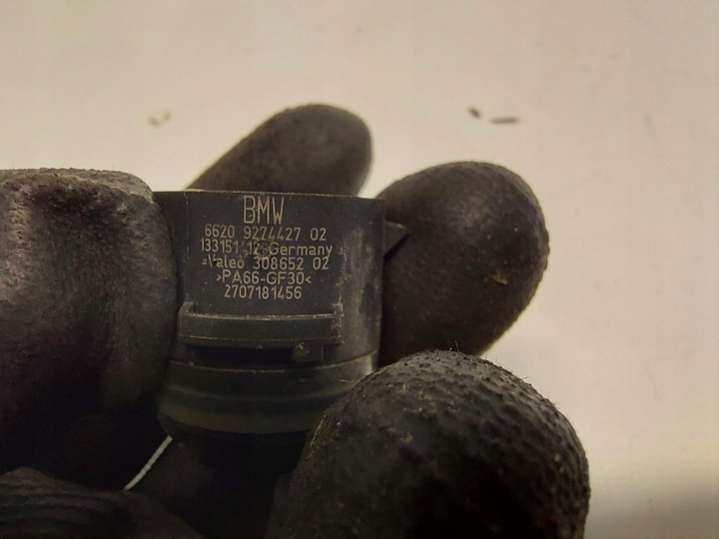 BMW
6620 9274427 02
133151 12 Germany
Valeo 308652 02
>PA66-GF30<
2707181456